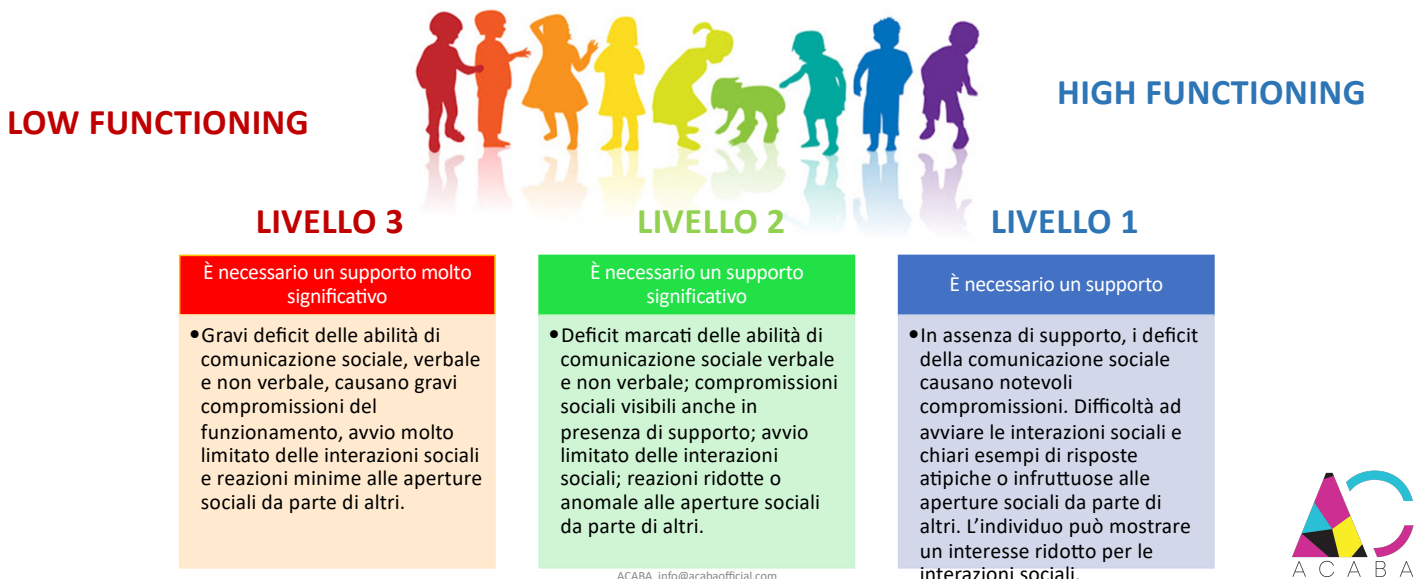 LOW FUNCTIONING
HIGH FUNCTIONING
LIVELLO 3
È necessario un supporto molto
significativo
•Gravi deficit delle abilità di
comunicazione sociale, verbale
e non verbale, causano gravi
compromissioni del
funzionamento, avvio molto
limitato delle interazioni sociali
e reazioni minime alle aperture
sociali da parte di altri.
LIVELLO 2
È necessario un supporto
significativo
•Deficit marcati delle abilità di
comunicazione sociale verbale
e non verbale; compromissioni
sociali visibili anche in
presenza di supporto; avvio
limitato delle interazioni
sociali; reazioni ridotte o
anomale alle aperture sociali
da parte di altri.
LIVELLO 1
È necessario un supporto
•In assenza di supporto, i deficit
della comunicazione sociale
causano notevoli
compromissioni. Difficoltà ad
avviare le interazioni sociali e
chiari esempi di risposte
atipiche o infruttuose alle
aperture sociali da parte di
altri. L'individuo può mostrare
un interesse ridotto per le
interazioni sociali.
ACABA info@acabaofficial.com
ACABA